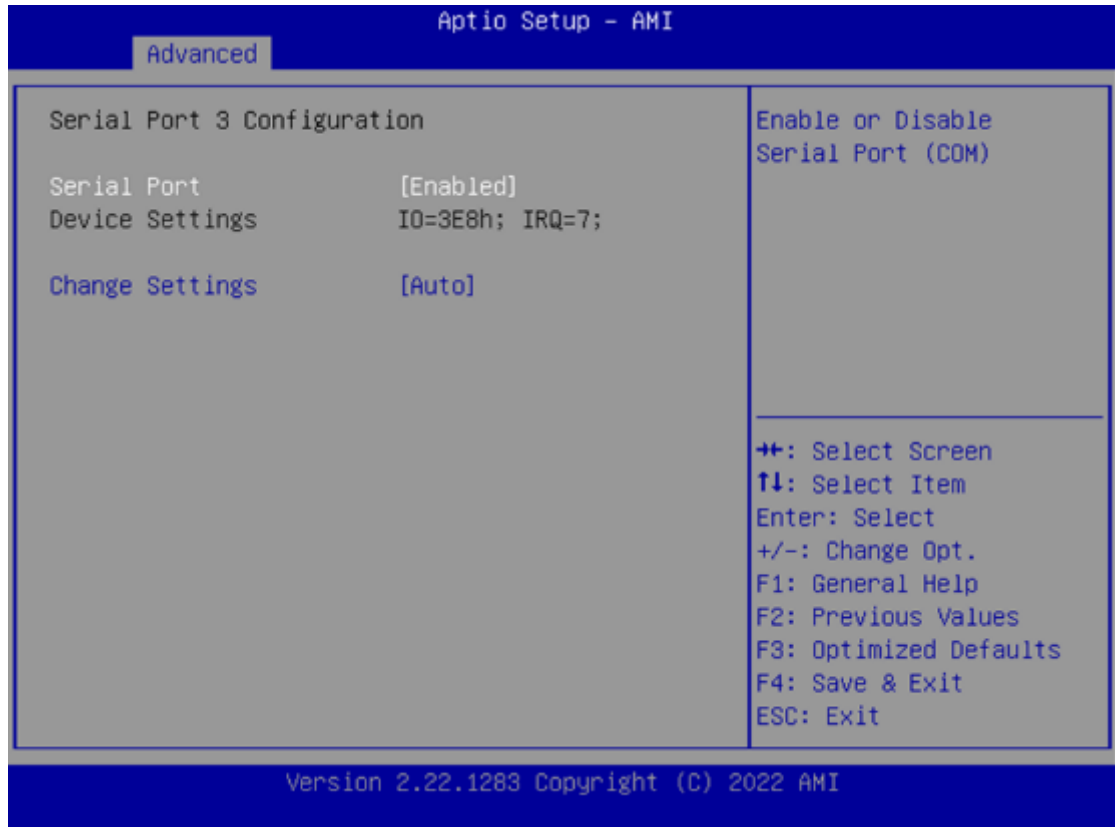 Aptio Setup – AMI
Advanced
Serial Port 3 Configuration
Serial Port [Enabled]
Device Settings IO=3E8h; IRQ=7;
Change Settings [Auto]
Enable or Disable
Serial Port (COM)
→←: Select Screen
↑↓: Select Item
Enter: Select
+/-: Change Opt.
F1: General Help
F2: Previous Values
F3: Optimized Defaults
F4: Save & Exit
ESC: Exit
Version 2.22.1283 Copyright (C) 2022 AMI